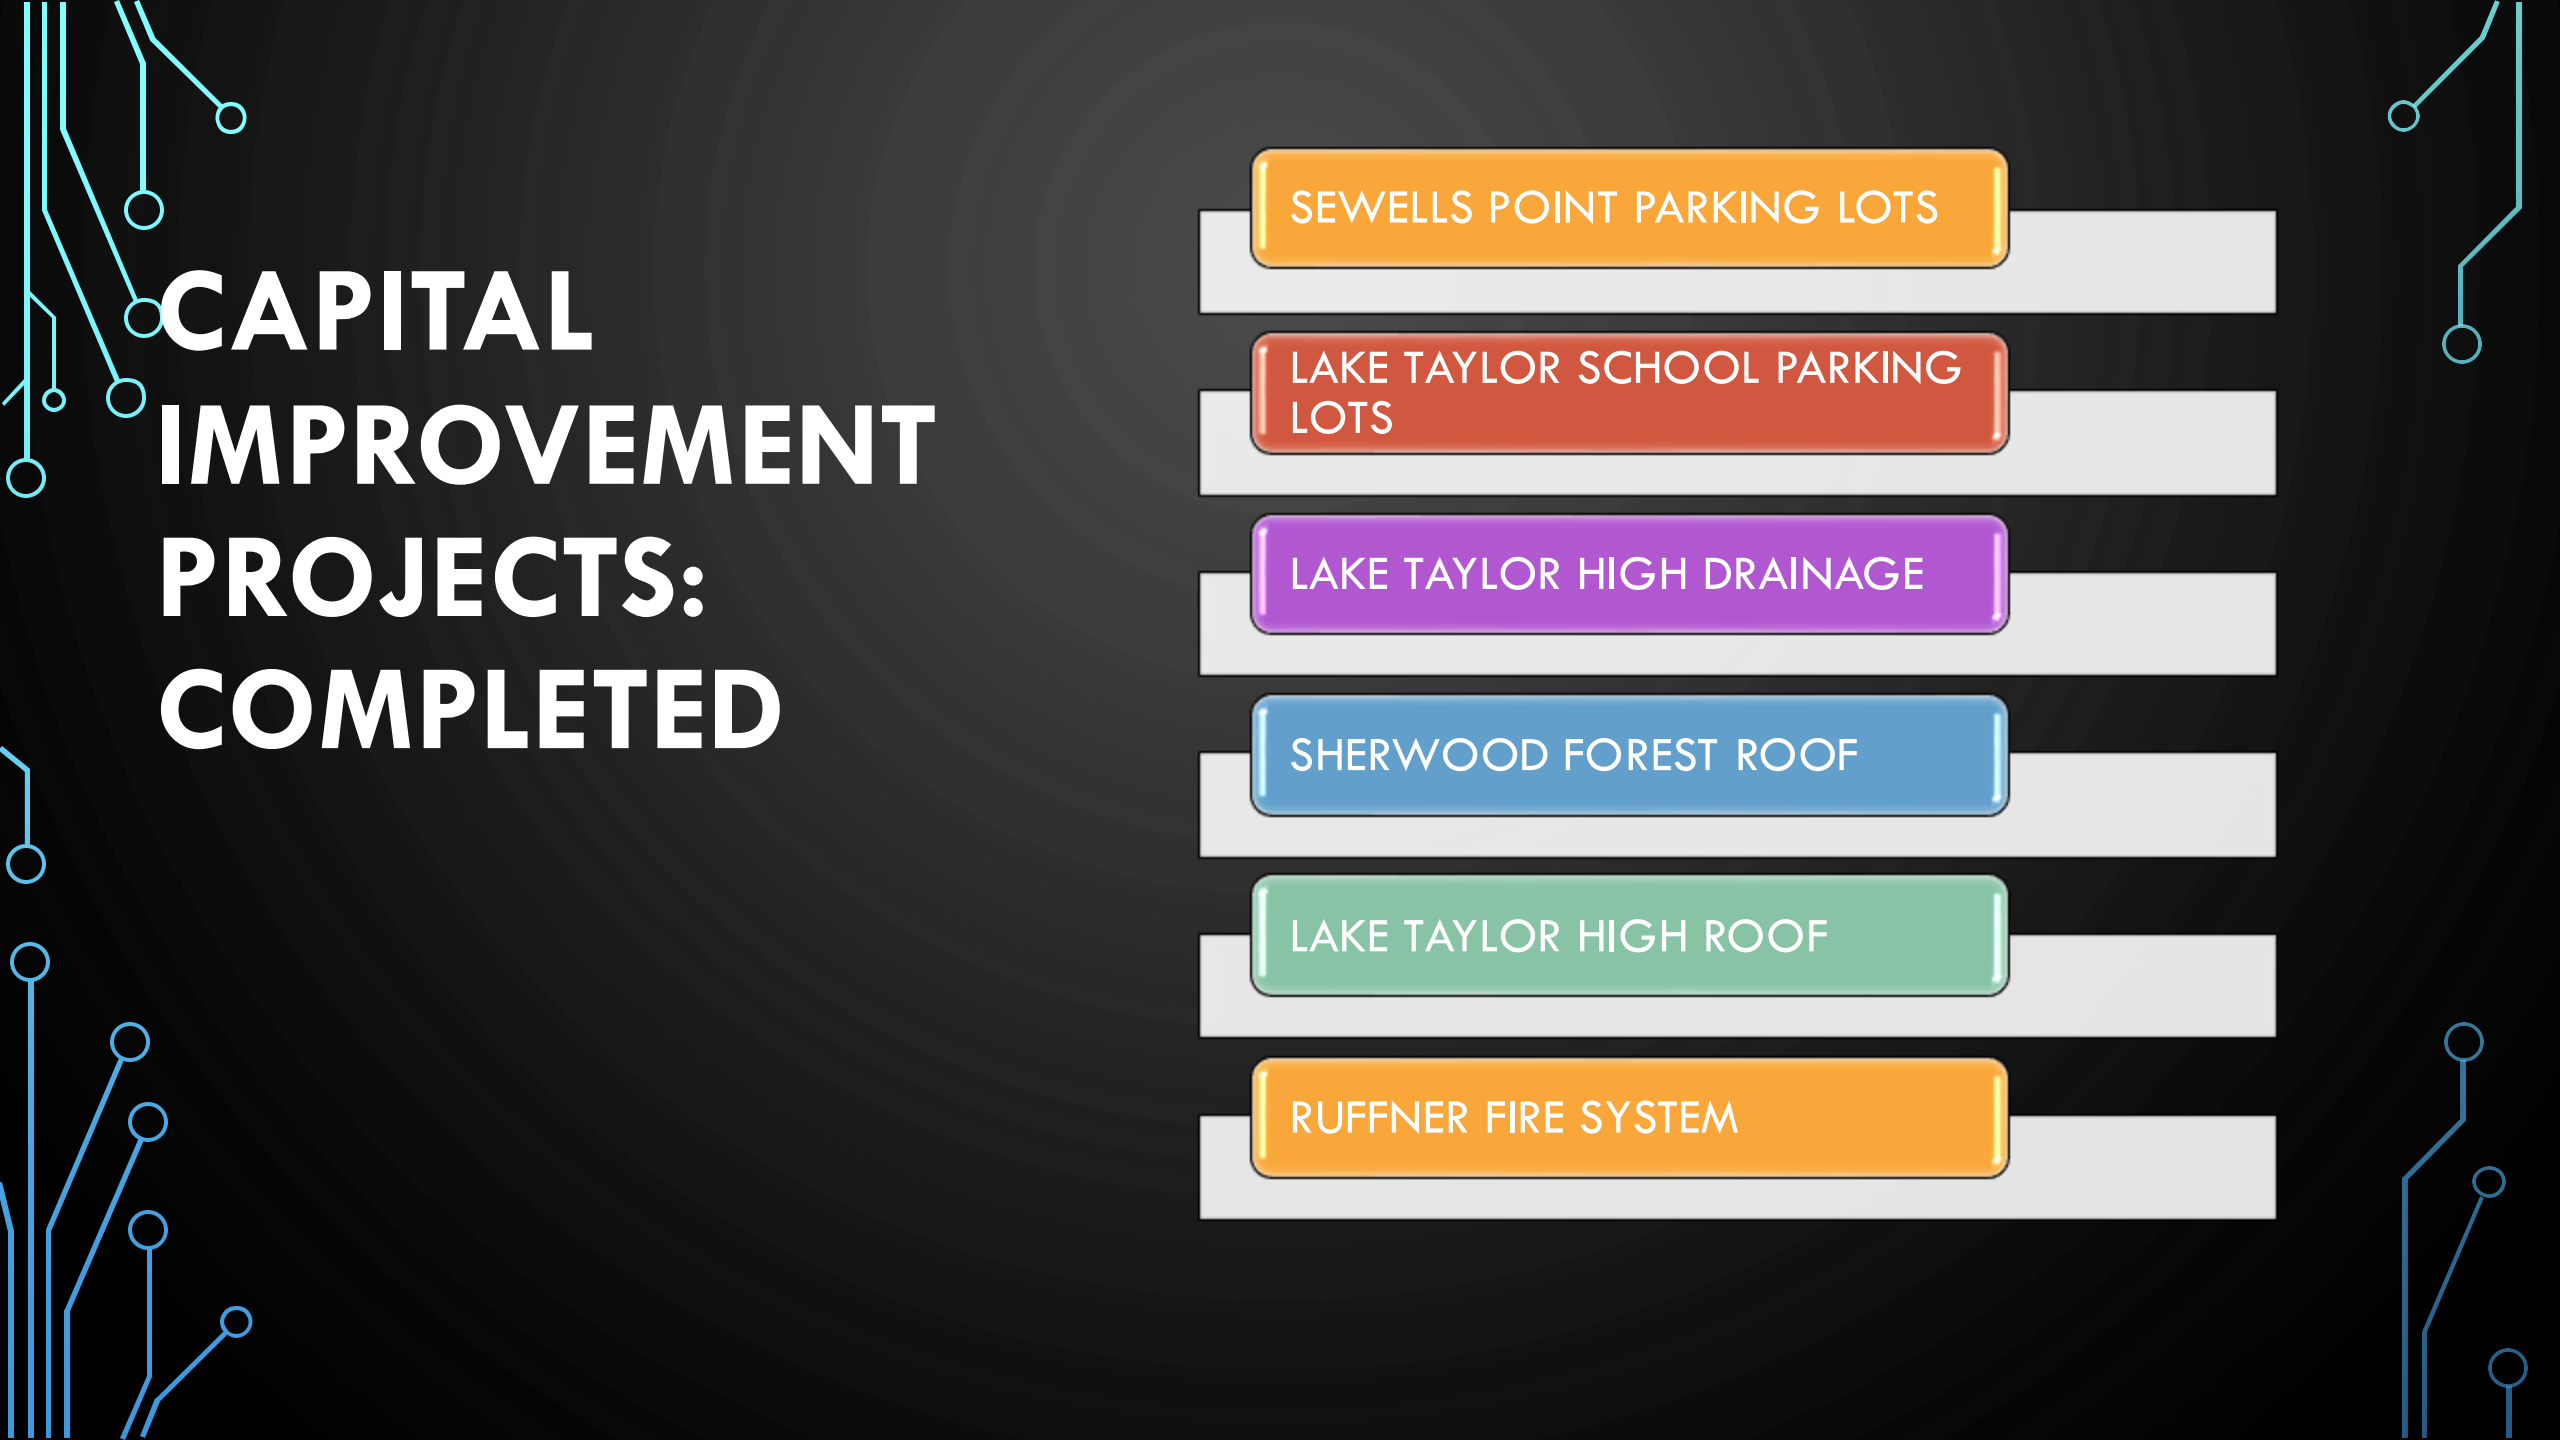 CAPITAL
IMPROVEMENT
PROJECTS:
COMPLETED
SEWELLS POINT PARKING LOTS
LAKE TAYLOR SCHOOL PARKING
LOTS
LAKE TAYLOR HIGH DRAINAGE
SHERWOOD FOREST ROOF
LAKE TAYLOR HIGH ROOF
RUFFNER FIRE SYSTEM